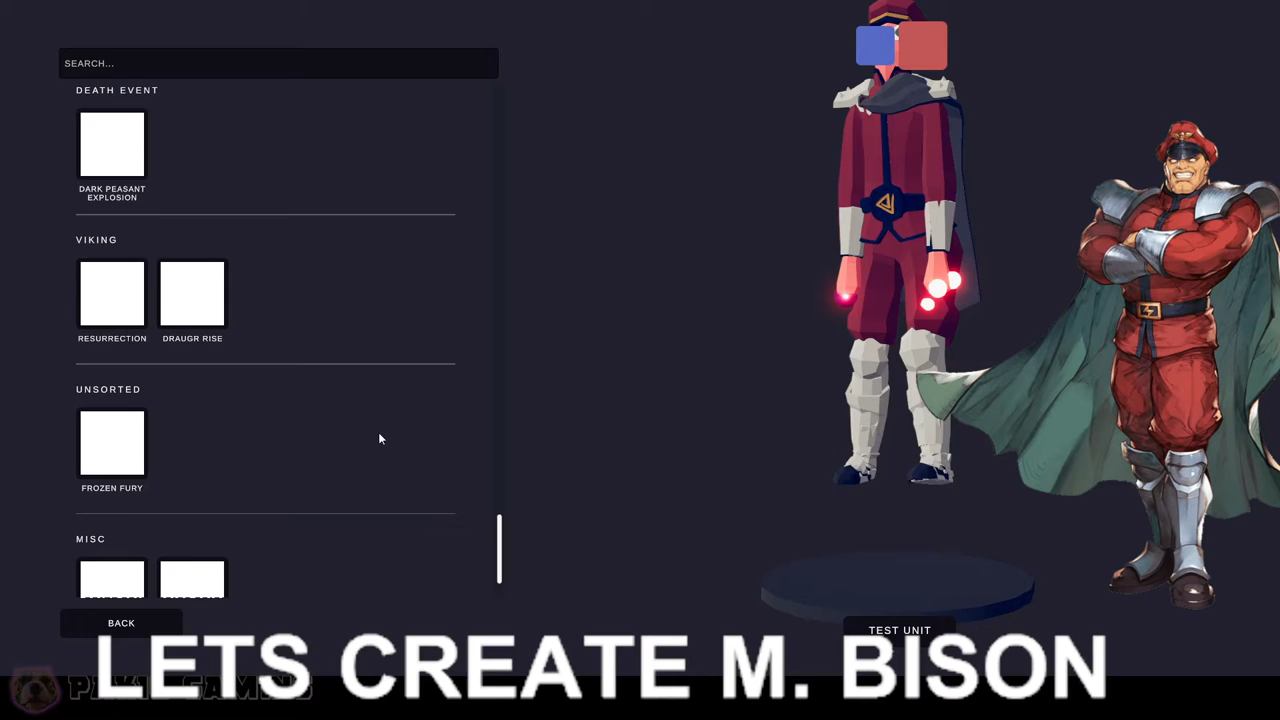 SEARCH...
DEATH EVENT
DARK PEASANT
EXPLOSION
VIKING
RESURRECTION
DRAUGR RISE
UNSORTED
FROZEN FURY
MISC
BACK
TEST UNIT
LETS CREATE M. BISON